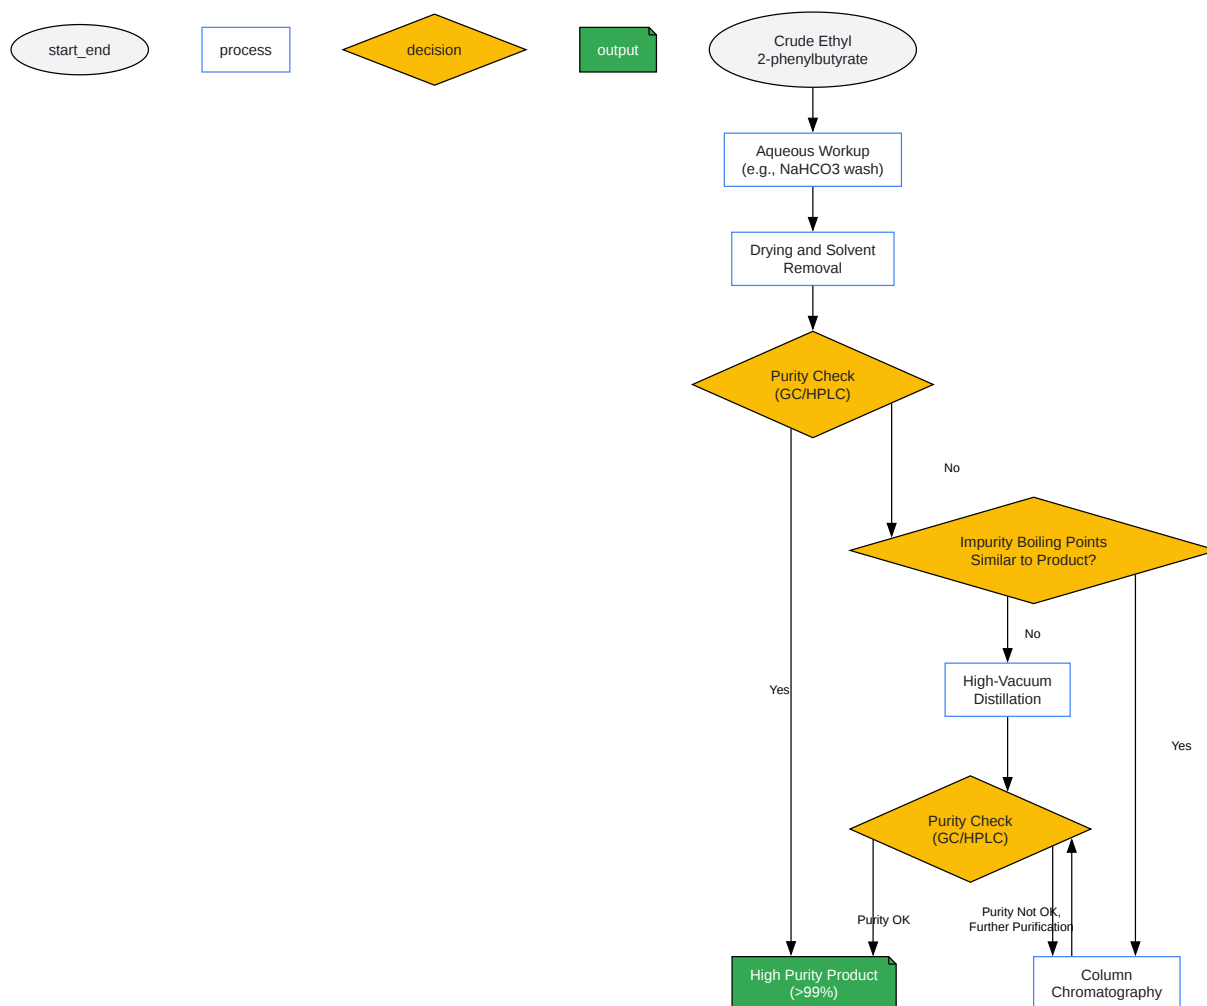 start_end
process
decision
output
Crude Ethyl
2-phenylbutyrate
Aqueous Workup
(e.g., NaHCO3 wash)
Drying and Solvent
Removal
Purity Check
(GC/HPLC)
No
Impurity Boiling Points
Similar to Product?
No
High-Vacuum
Distillation
Yes
Yes
Purity Check
(GC/HPLC)
Purity OK
Purity Not OK,
Further Purification
High Purity Product
(>99%)
Column
Chromatography